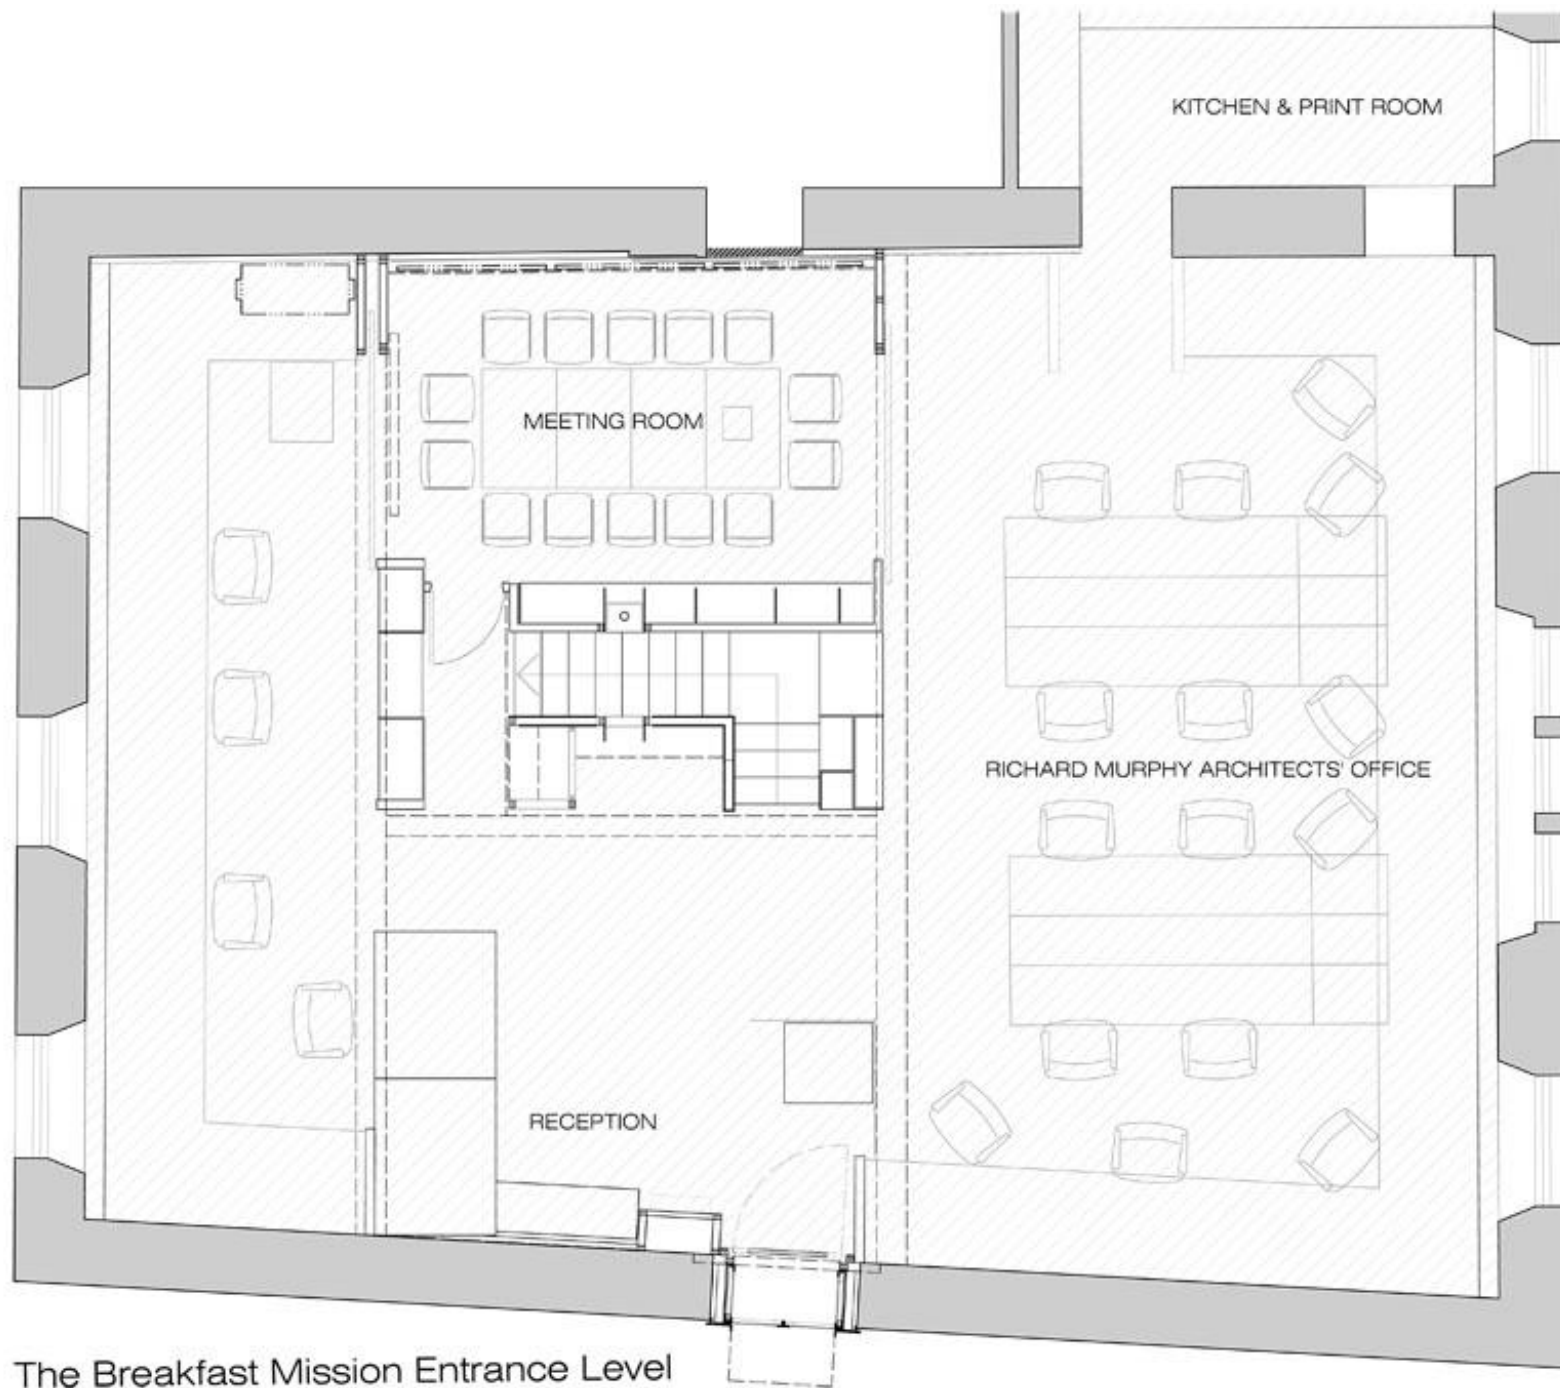 KITCHEN & PRINT ROOM
MEETING ROOM
RICHARD MURPHY ARCHITECTS' OFFICE
RECEPTION
The Breakfast Mission Entrance Level